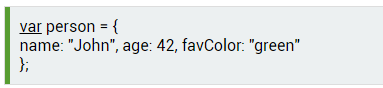 var person = {
name: "John", age: 42, favColor: "green"
};